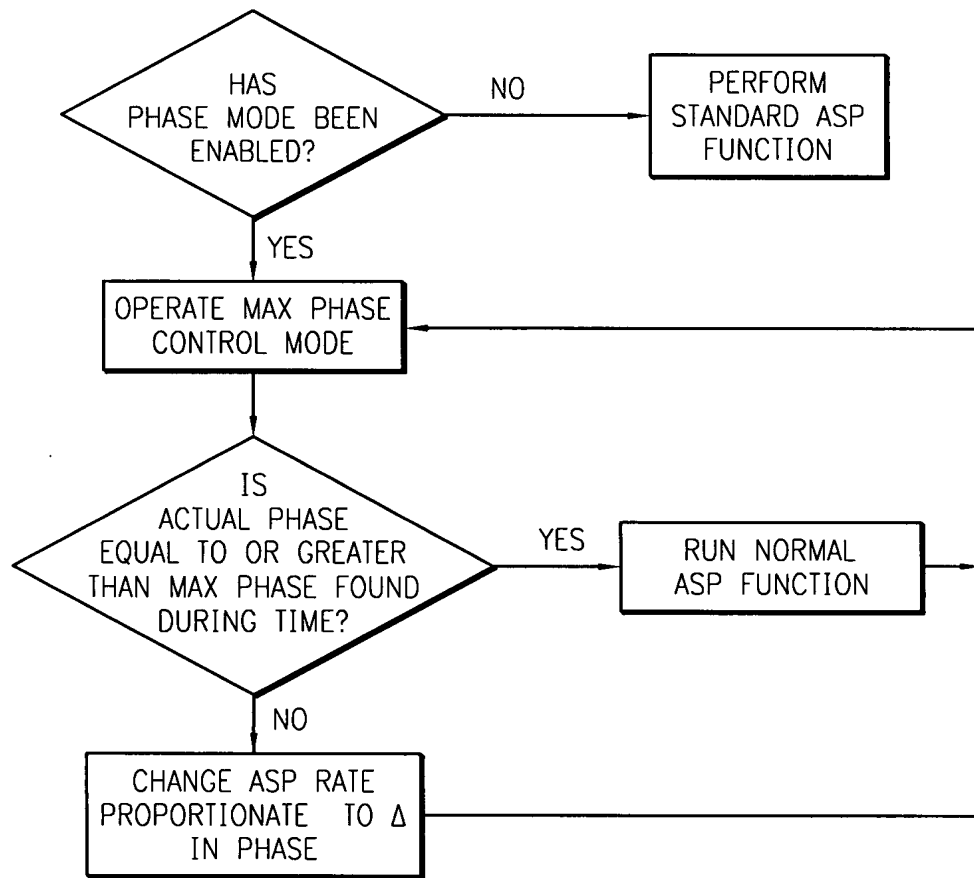 HAS
PHASE MODE BEEN
ENABLED?
NO
PERFORM
STANDARD ASP
FUNCTION
YES
OPERATE MAX PHASE
CONTROL MODE
IS
ACTUAL PHASE
EQUAL TO OR GREATER
THAN MAX PHASE FOUND
DURING TIME?
YES
RUN NORMAL
ASP FUNCTION
NO
CHANGE ASP RATE
PROPORTIONATE TO Δ
IN PHASE